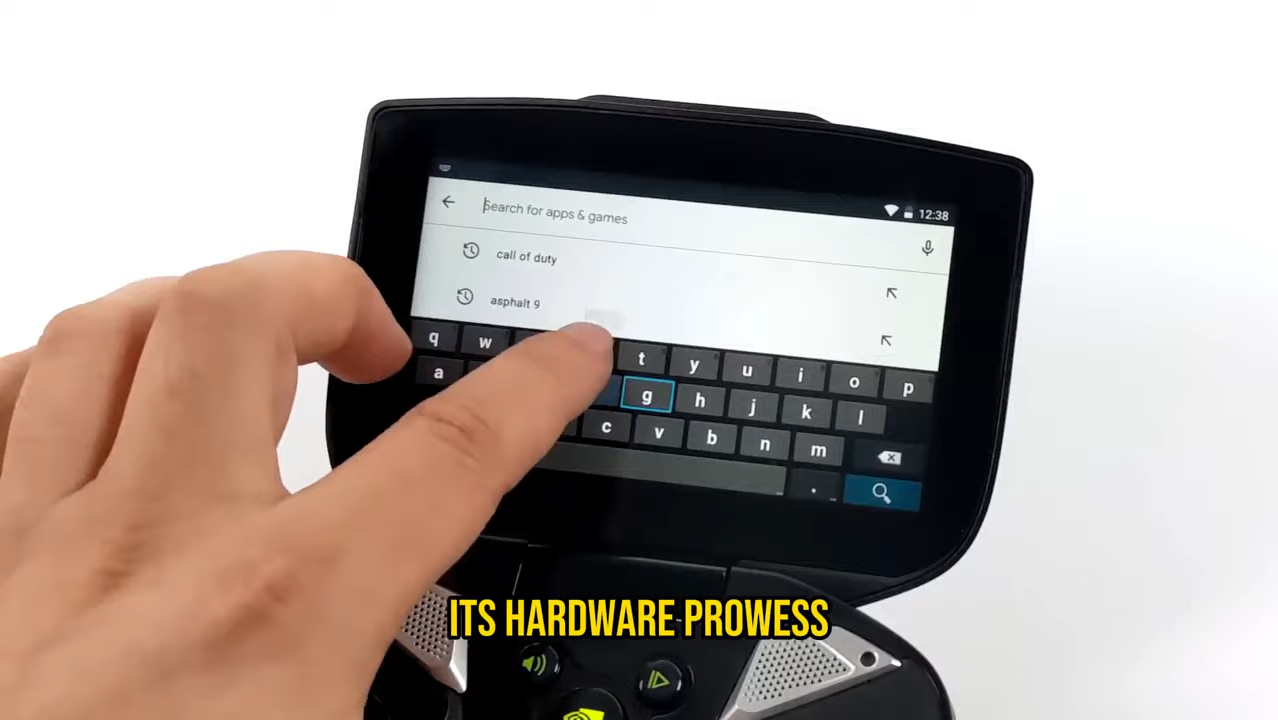 12:38
Search for apps & games
call of duty
asphalt 9
q w t y u i o p
a g h j k l
c v b n m
.
ITS HARDWARE PROWESS